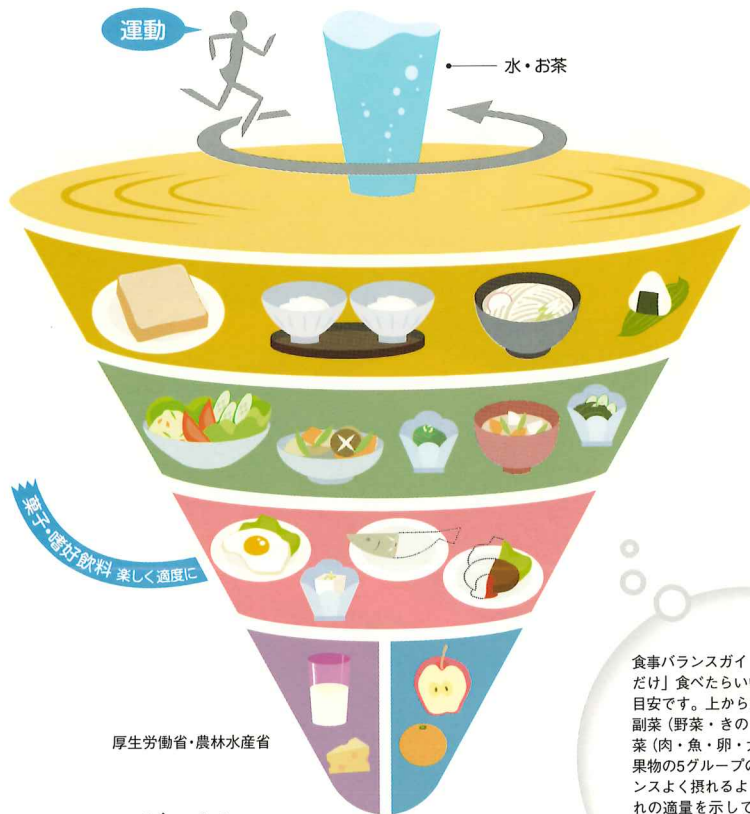 運動
水・お茶
菓子・嗜好飲料 楽しく適度に
厚生労働省・農林水産省
食事バランスガイ
だけ」食べたらい
目安です。上から
副菜（野菜・きの
菜（肉・魚・卵・
果物の5グループの
ンスよく摂れるよ
れの適量を示して